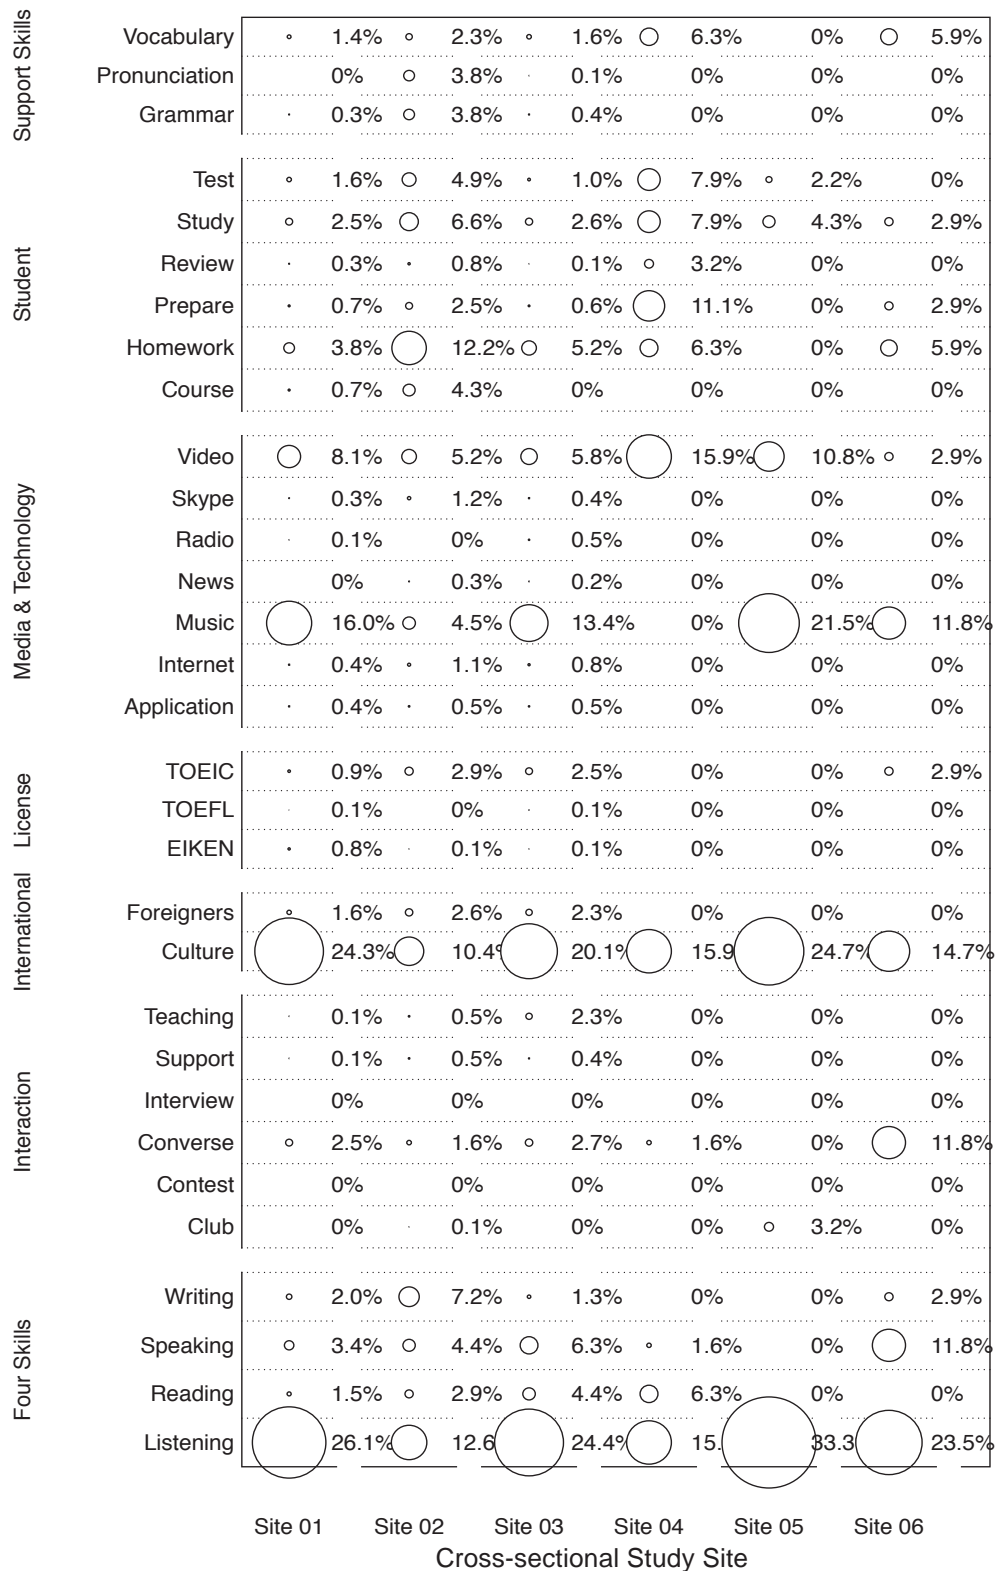 Support Skills
Vocabulary 1.4% 2.3% 1.6% 6.3% 0% 5.9%
Pronunciation 0% 3.8% 0.1% 0% 0% 0%
Grammar 0.3% 3.8% 0.4% 0% 0% 0%
Student
Test 1.6% 4.9% 1.0% 7.9% 2.2% 0%
Study 2.5% 6.6% 2.6% 7.9% 4.3% 2.9%
Review 0.3% 0.8% 0.1% 3.2% 0% 0%
Prepare 0.7% 2.5% 0.6% 11.1% 0% 2.9%
Homework 3.8% 12.2% 5.2% 6.3% 0% 5.9%
Course 0.7% 4.3% 0% 0% 0% 0%
Media & Technology
Video 8.1% 5.2% 5.8% 15.9% 10.8% 2.9%
Skype 0.3% 1.2% 0.4% 0% 0% 0%
Radio 0.1% 0% 0.5% 0% 0% 0%
News 0% 0.3% 0.2% 0% 0% 0%
Music 16.0% 4.5% 13.4% 0% 21.5% 11.8%
Internet 0.4% 1.1% 0.8% 0% 0% 0%
Application 0.4% 0.5% 0.5% 0% 0% 0%
License
TOEIC 0.9% 2.9% 2.5% 0% 0% 2.9%
TOEFL 0.1% 0% 0.1% 0% 0% 0%
EIKEN 0.8% 0.1% 0.1% 0% 0% 0%
International
Foreigners 1.6% 2.6% 2.3% 0% 0% 0%
Culture 24.3% 10.4% 20.1% 15.9 24.7% 14.7%
Interaction
Teaching 0.1% 0.5% 2.3% 0% 0% 0%
Support 0.1% 0.5% 0.4% 0% 0% 0%
Interview 0% 0% 0% 0% 0% 0%
Converse 2.5% 1.6% 2.7% 1.6% 0% 11.8%
Contest 0% 0% 0% 0% 0% 0%
Club 0% 0.1% 0% 0% 3.2% 0%
Four Skills
Writing 2.0% 7.2% 1.3% 0% 0% 2.9%
Speaking 3.4% 4.4% 6.3% 1.6% 0% 11.8%
Reading 1.5% 2.9% 4.4% 6.3% 0% 0%
Listening 26.1% 12.6 24.4% 15. 33.3 23.5%
Site 01 Site 02 Site 03 Site 04 Site 05 Site 06
Cross-sectional Study Site